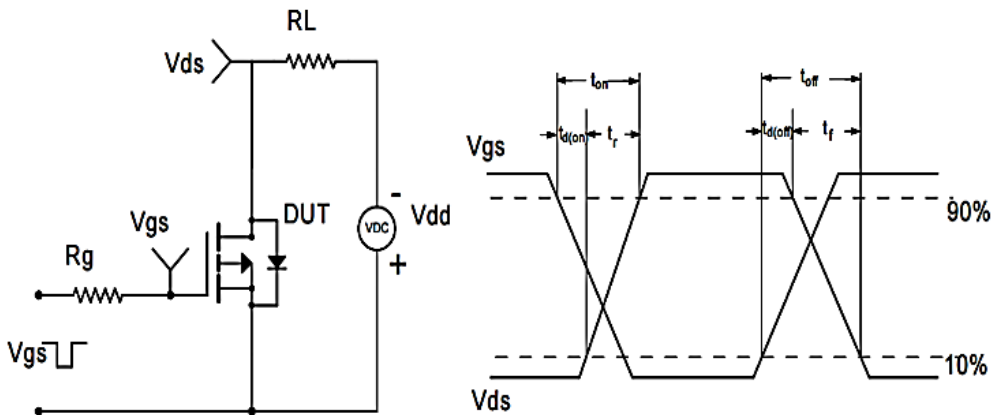 RL
Vds
Vgs
DUT
Rg
Vgs
VDC
-
+
Vdd
ton
toff
td(on)
tr
td(off)
tf
Vgs
90%
10%
Vds